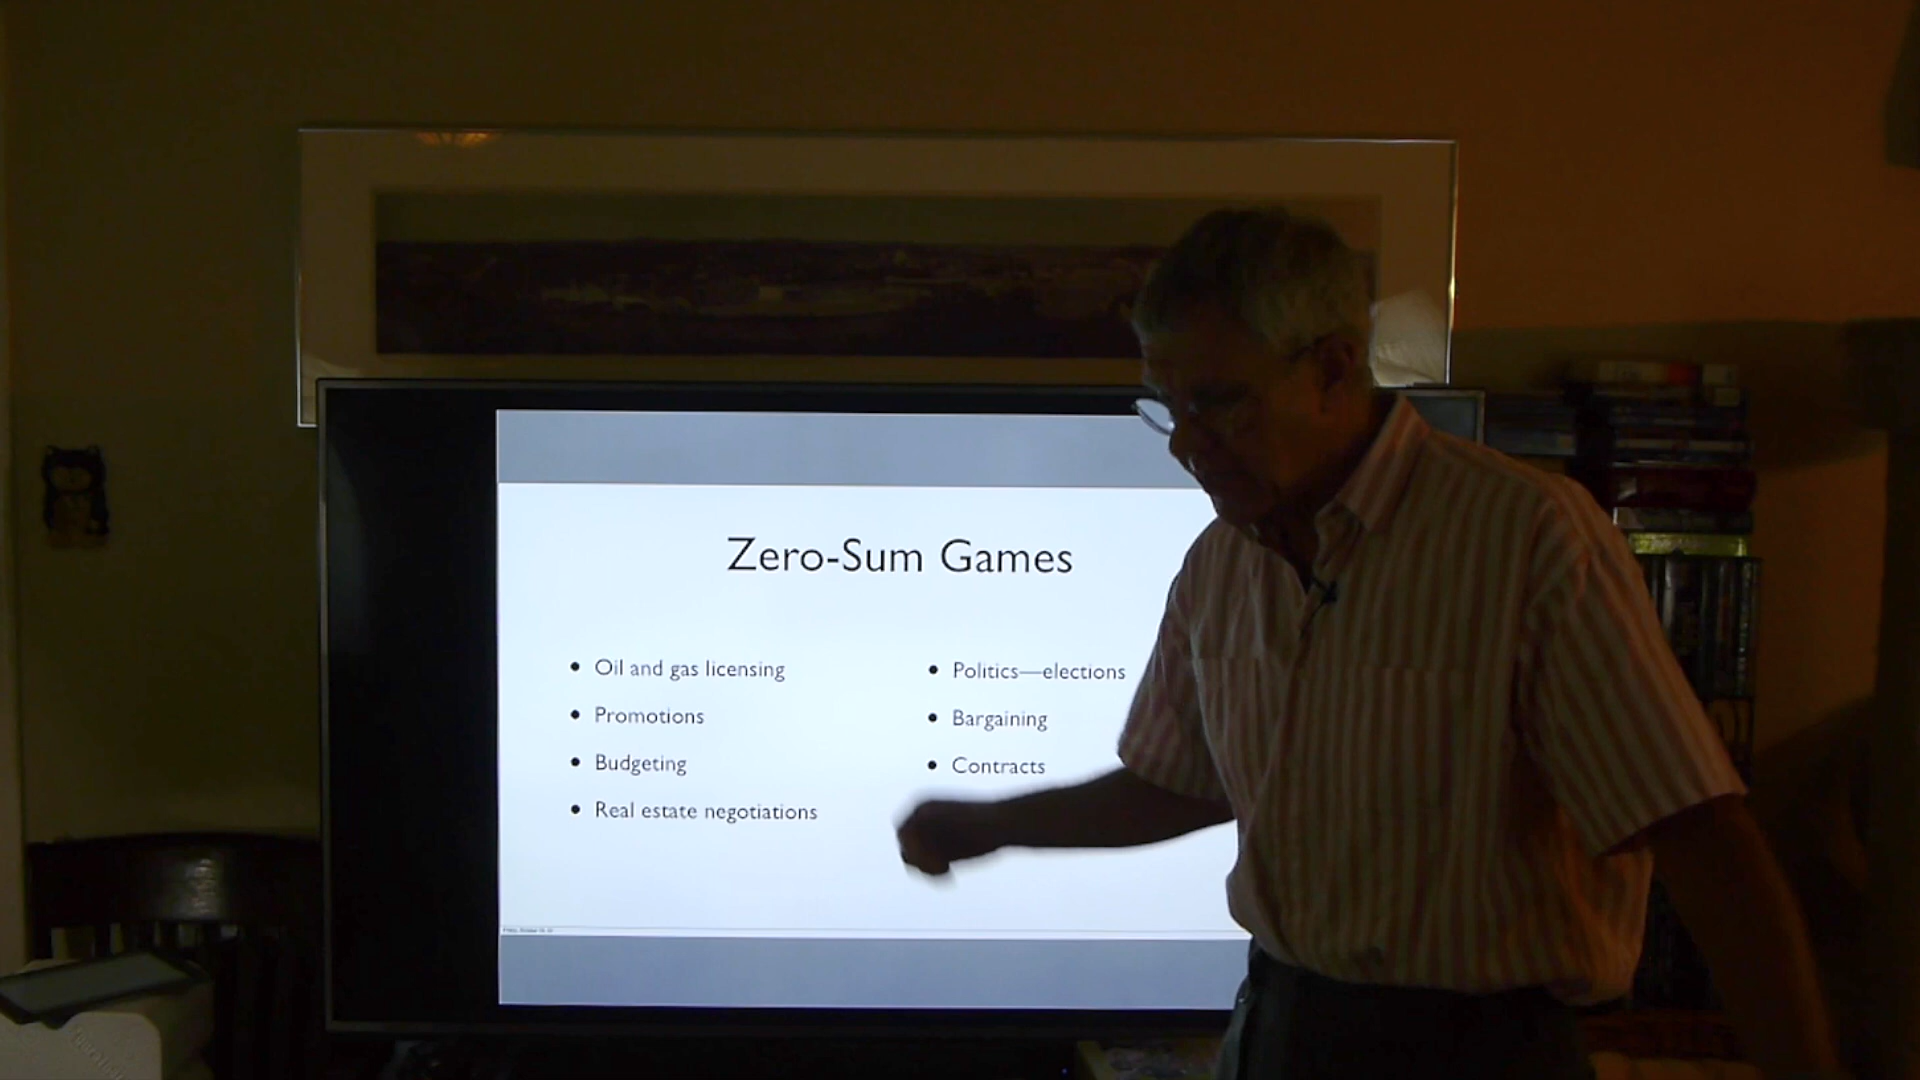 Zero-Sum Games
• Oil and gas licensing
• Promotions
• Budgeting
• Real estate negotiations
• Politics—elections
• Bargaining
• Contracts